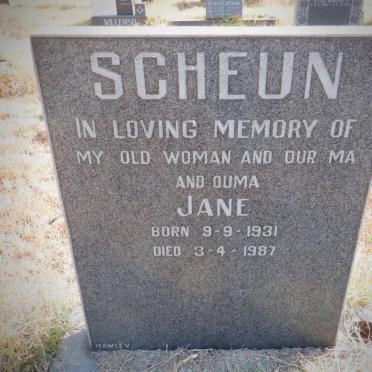 SCHEUN
IN LOVING MEMORY OF
MY OLD WOMAN AND OUR MA
AND OUMA
JANE
BORN 9-9-1931
DIED 3-4-1987
HAWLEY